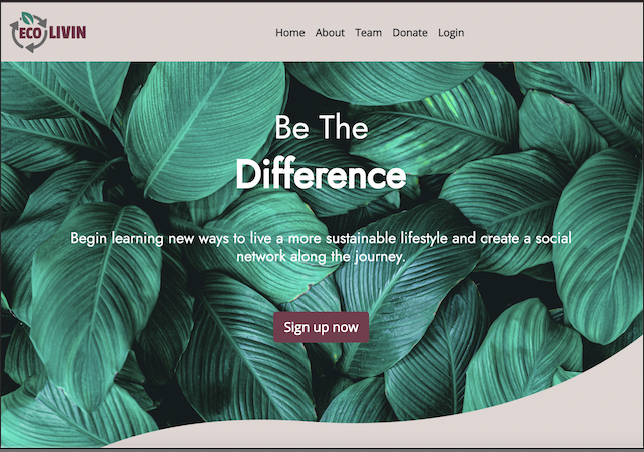 ECO LIVIN
Home About Team Donate Login
Be The
Difference
Begin learning new ways to live a more sustainable lifestyle and create a social
network along the journey.
Sign up now